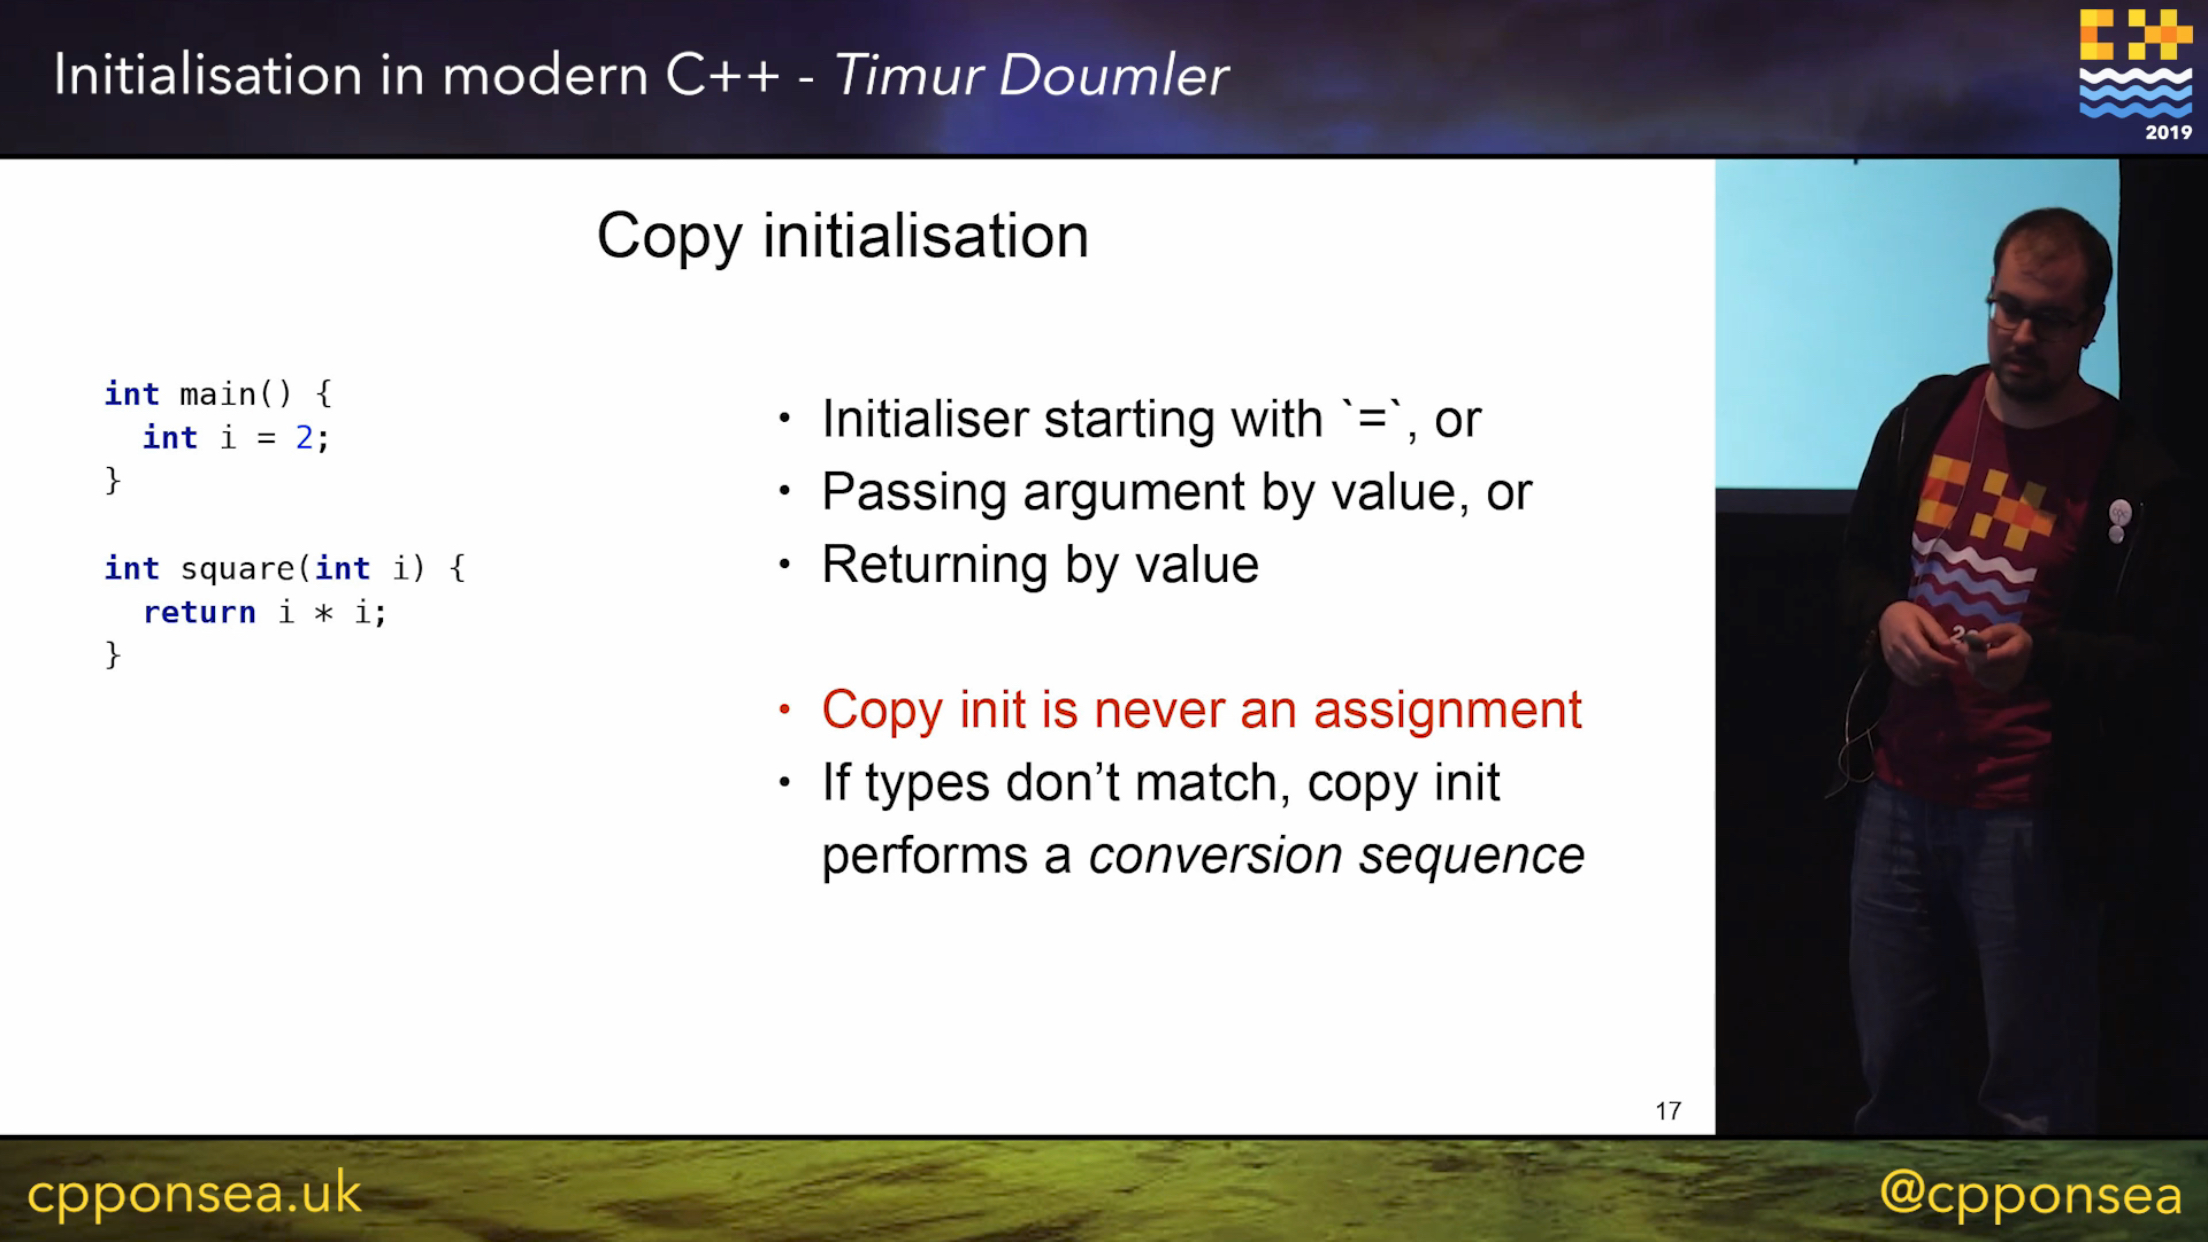 Initialisation in modern C++ - Timur Doumler
2019
Copy initialisation
int main() {
  int i = 2;
}
int square(int i) {
  return i * i;
}
• Initialiser starting with `=`, or
• Passing argument by value, or
• Returning by value
• Copy init is never an assignment
• If types don’t match, copy init
performs a conversion sequence
17
cpponsea.uk
@cpponsea